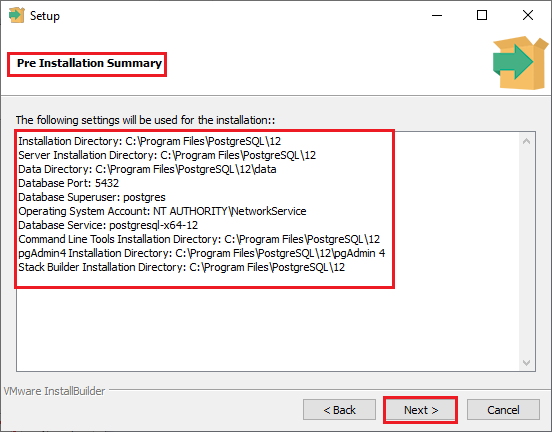 Setup
Pre Installation Summary
The following settings will be used for the installation::
Installation Directory: C:\Program Files\PostgreSQL\12
Server Installation Directory: C:\Program Files\PostgreSQL\12
Data Directory: C:\Program Files\PostgreSQL\12\data
Database Port: 5432
Database Superuser: postgres
Operating System Account: NT AUTHORITY\NetworkService
Database Service: postgresql-x64-12
Command Line Tools Installation Directory: C:\Program Files\PostgreSQL\12
pgAdmin4 Installation Directory: C:\Program Files\PostgreSQL\12\pgAdmin 4
Stack Builder Installation Directory: C:\Program Files\PostgreSQL\12
VMware InstallBuilder
< Back Next > Cancel